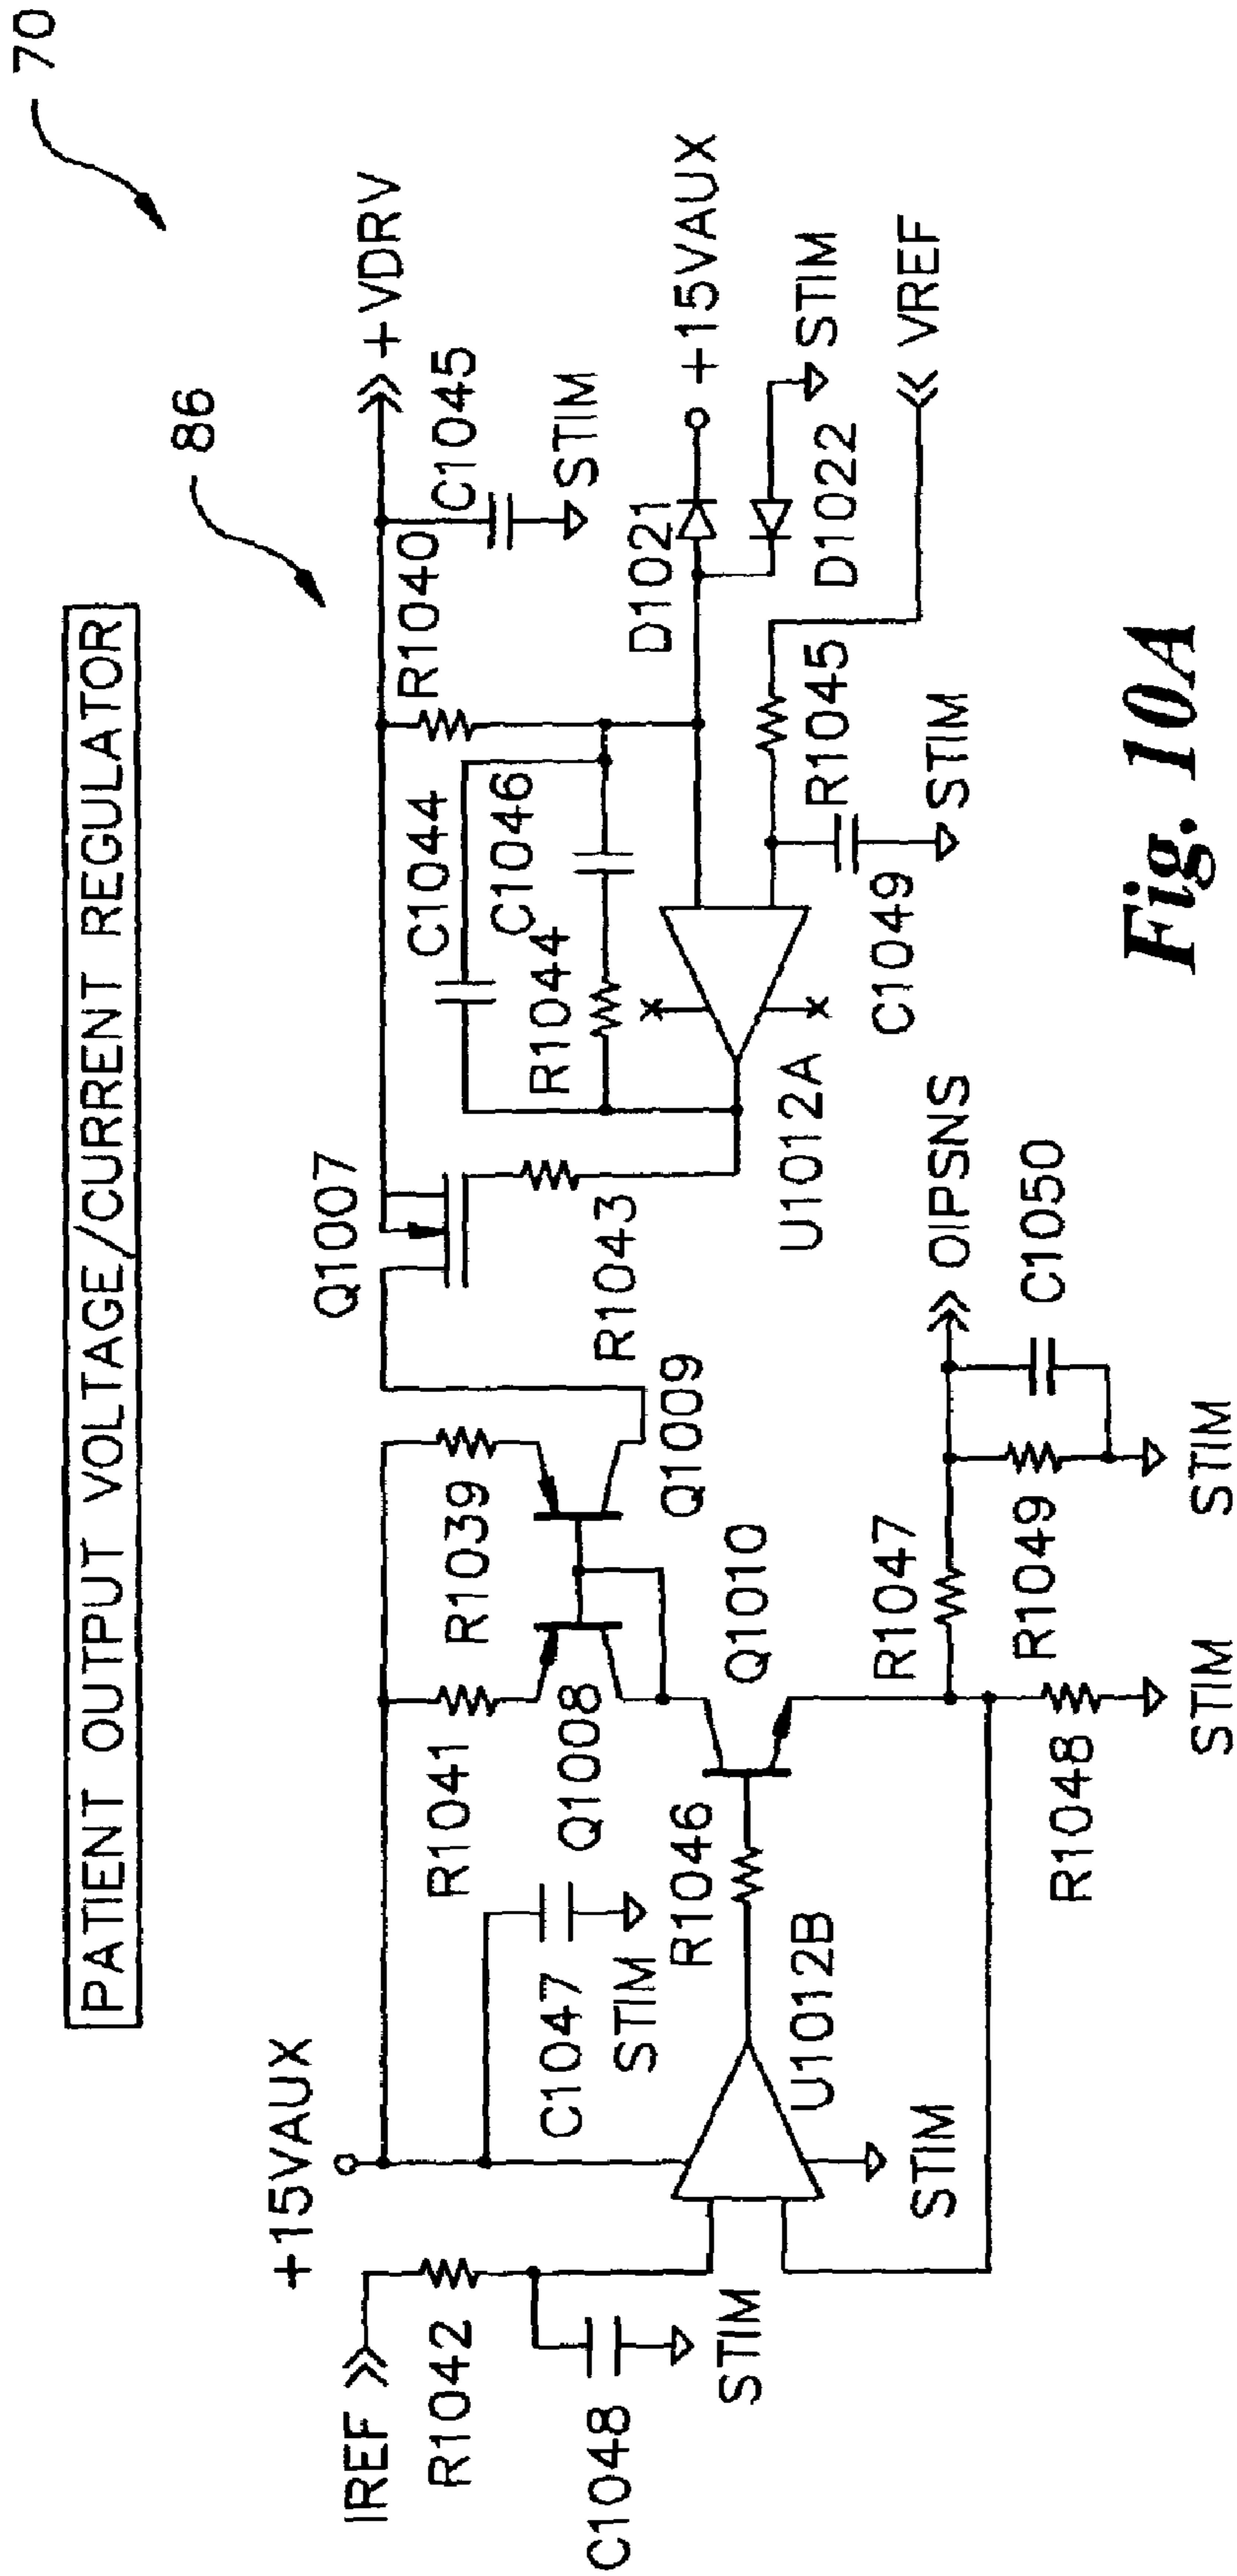 PATIENT OUTPUT VOLTAGE/CURRENT REGULATOR
70
86
+15VAUX
IREF
R1042
C1048
STIM
C1047
STIM
U1012B
STIM
R1046
R1041
Q1008
R1039
Q1009
Q1010
R1048
STIM
R1047
R1049
STIM
C1050
OIPSNS
Q1007
R1043
U1012A
R1044
C1044
C1046
R1040
C1045
STIM
+VDRV
D1021
+15VAUX
D1022
STIM
R1045
VREF
C1049
STIM
Fig. 10A